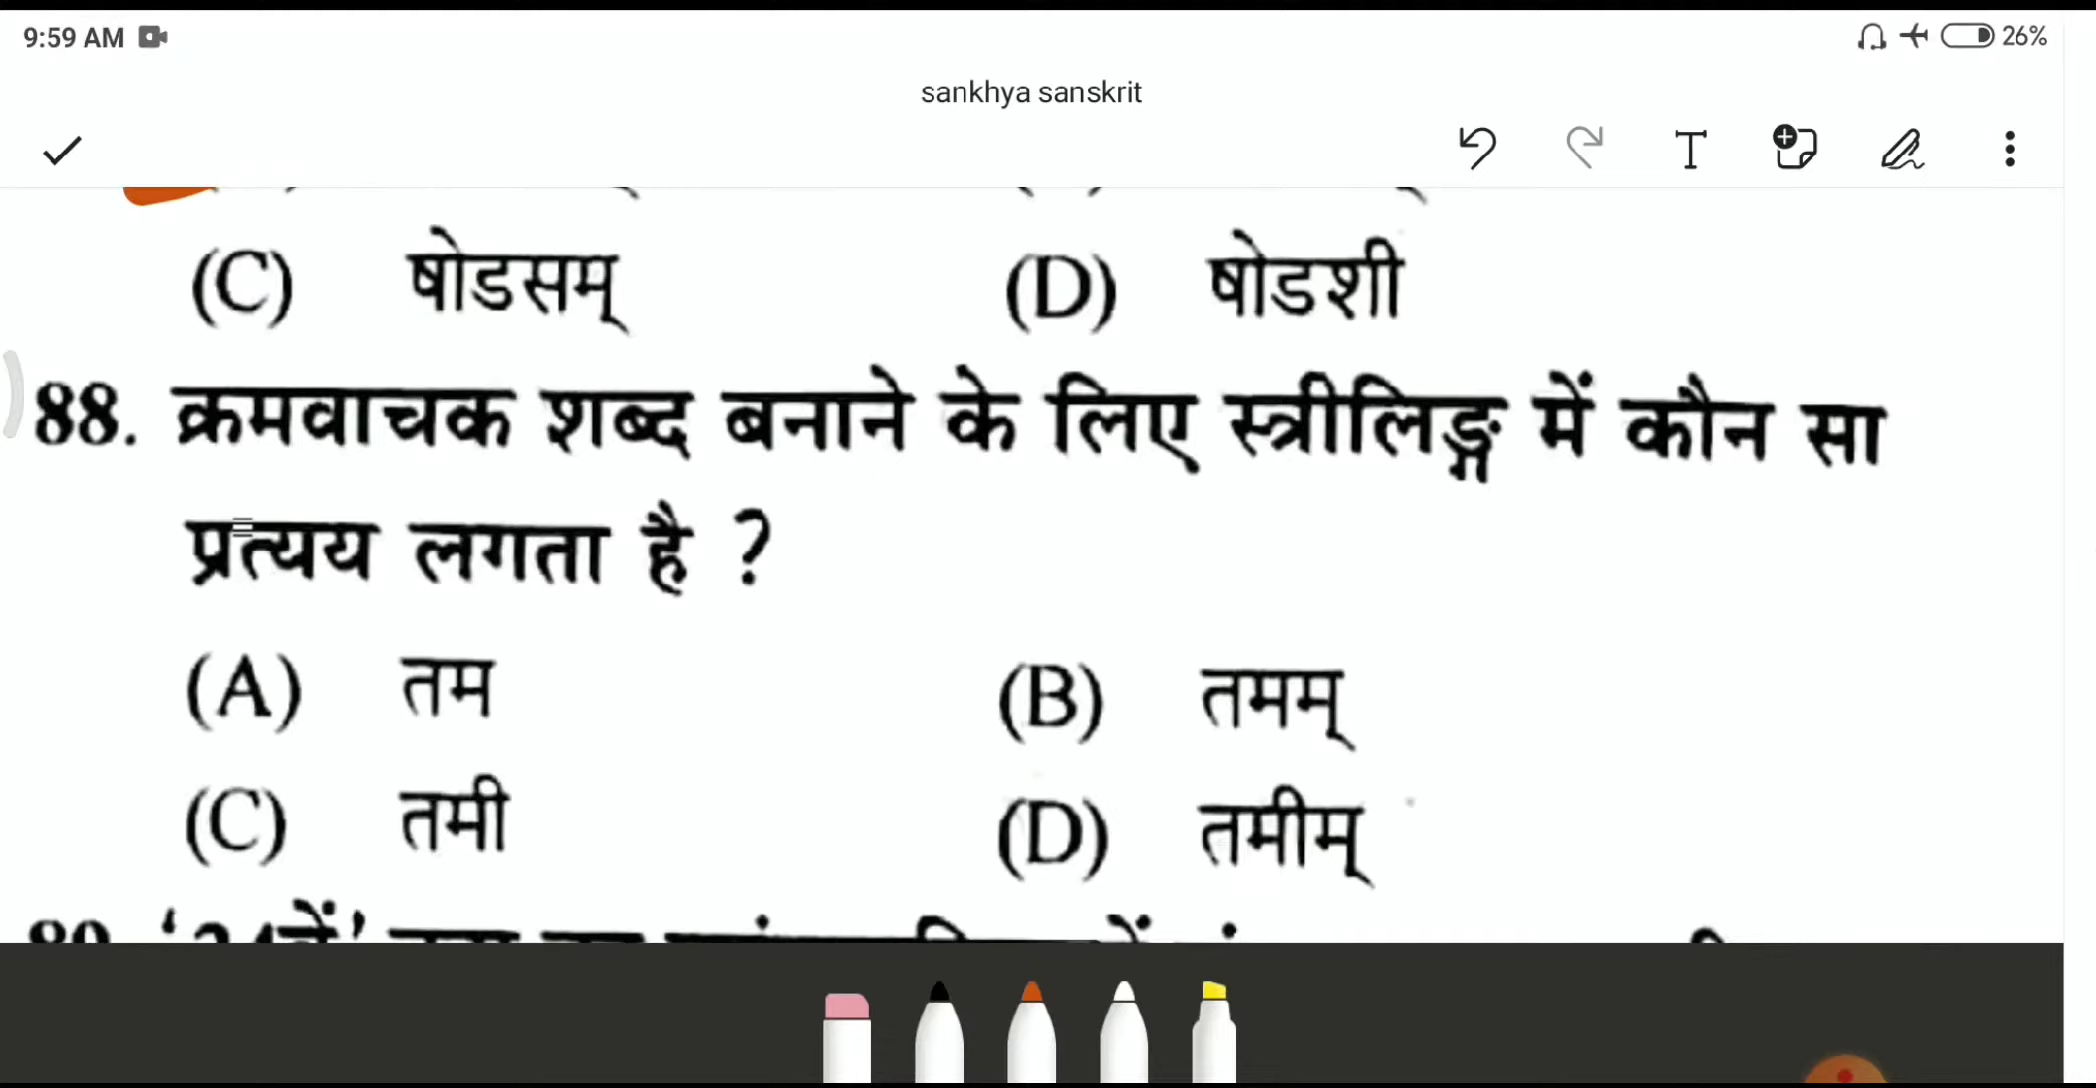 9:59 AM 26%
sankhya sanskrit
T
(C) षोडसम् (D) षोडशी
88. क्रमवाचक शब्द बनाने के लिए स्त्रीलिङ्ग में कौन सा
प्रत्यय लगता है ?
(A) तम (B) तमम्
(C) तमी (D) तमीम्